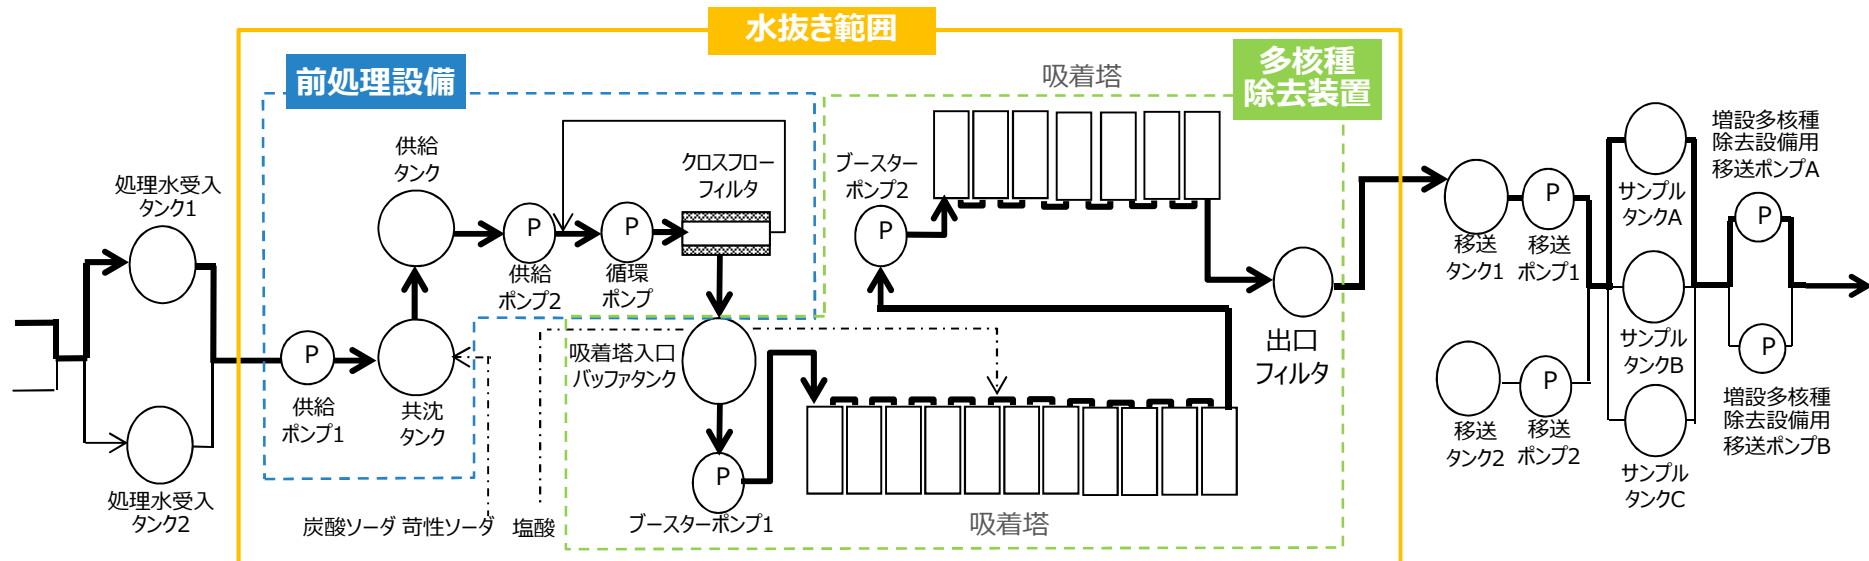 水抜き範囲
前処理設備
多核種
除去装置
吸着塔
供給
タンク
クロスフロー
フィルタ
ブースター
ポンプ2
処理水受入
タンク1
P
供給
ポンプ2
P
循環
ポンプ
P
P
供給
ポンプ1
共沈
タンク
処理水受入
タンク2
炭酸ソーダ 苛性ソーダ
塩酸
吸着塔入口
バッファタンク
P
ブースターポンプ1
吸着塔
出口
フィルタ
移送
タンク1
P
移送
ポンプ1
移送
タンク2
P
移送
ポンプ2
サンプル
タンクA
サンプル
タンクB
サンプル
タンクC
増設多核種
除去設備用
移送ポンプA
P
P
増設多核種
除去設備用
移送ポンプB